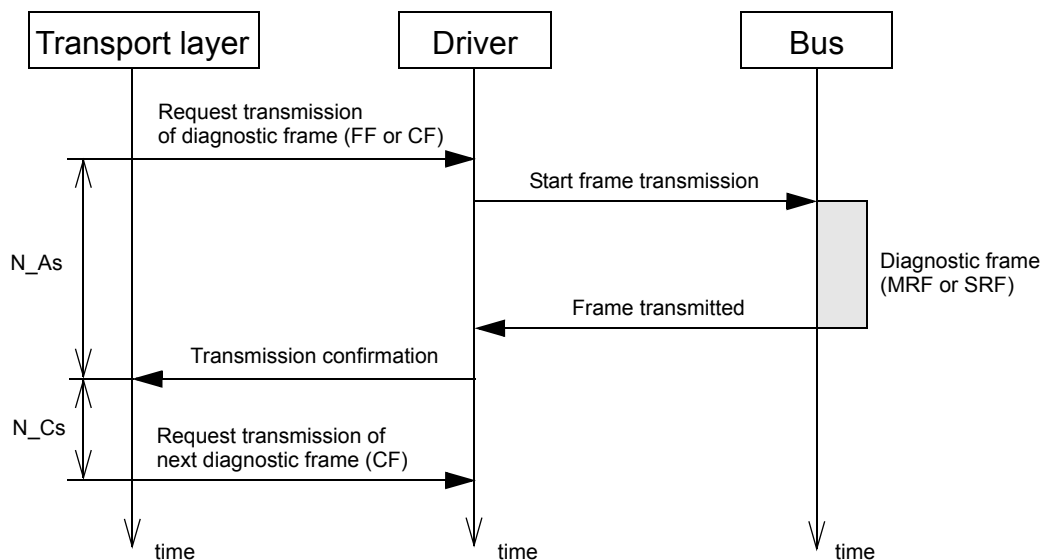 Transport layer
Driver
Bus
Request transmission
of diagnostic frame (FF or CF)
Start frame transmission
N_As
Diagnostic frame
(MRF or SRF)
Frame transmitted
Transmission confirmation
N_Cs
Request transmission of
next diagnostic frame (CF)
time
time
time